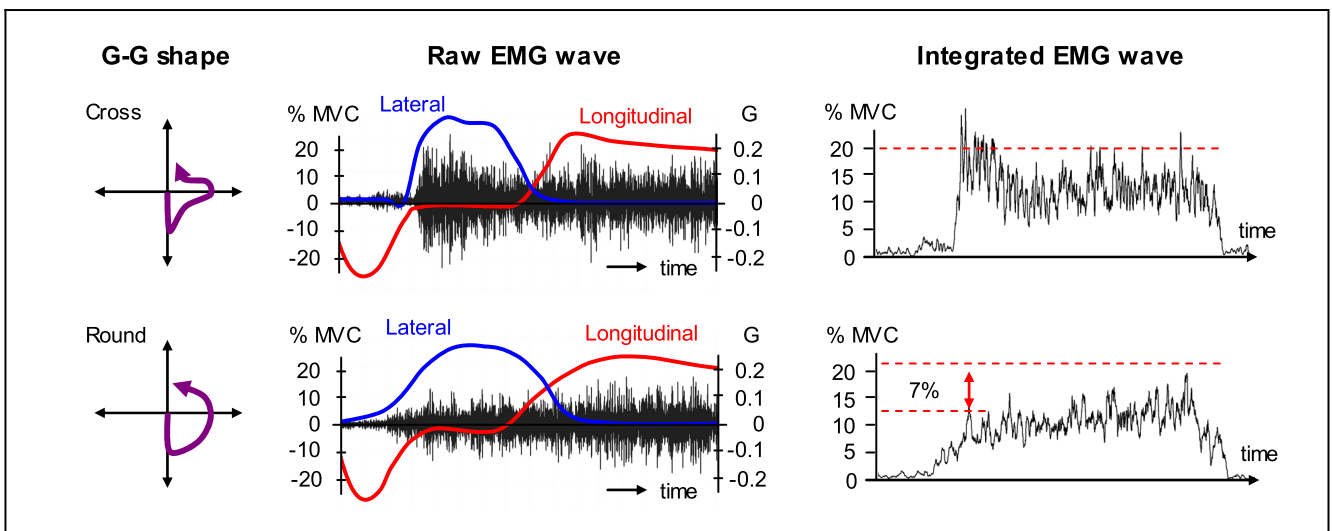 G-G shape
Raw EMG wave
Integrated EMG wave
Cross
% MVC
Lateral
Longitudinal
G
20
10
0
-10
-20
0.2
0.1
0
-0.1
-0.2
time
% MVC
20
15
10
5
0
time
Round
% MVC
Lateral
Longitudinal
G
20
10
0
-10
-20
0.2
0.1
0
-0.1
-0.2
time
% MVC
20
15
10
5
0
7%
time